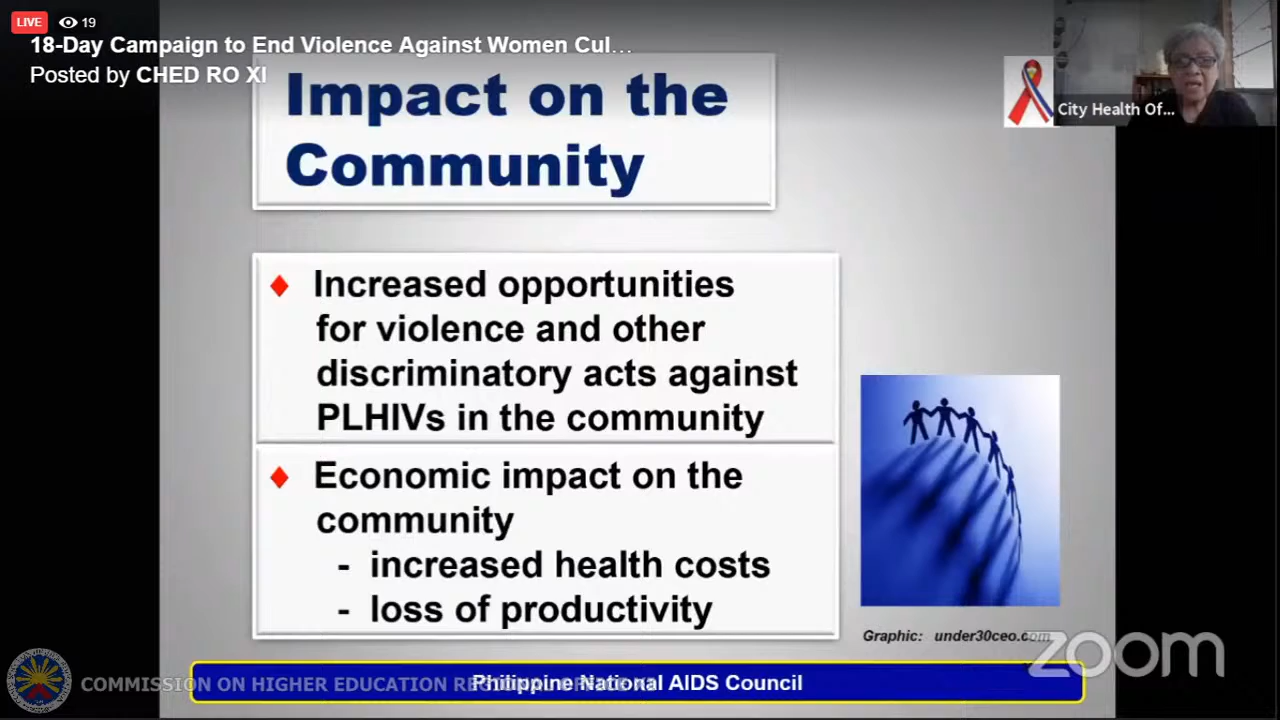 LIVE 19
18-Day Campaign to End Violence Against Women Cul...
Posted by CHED RO XI
City Health Of...
Impact on the
Community
Increased opportunities
for violence and other
discriminatory acts against
PLHIVs in the community
Economic impact on the
community
- increased health costs
- loss of productivity
Graphic: under30ceo.com
zoom
COMMISSION ON HIGHER EDUCATION REGIONAL OFFICE XI
Philippine National AIDS Council